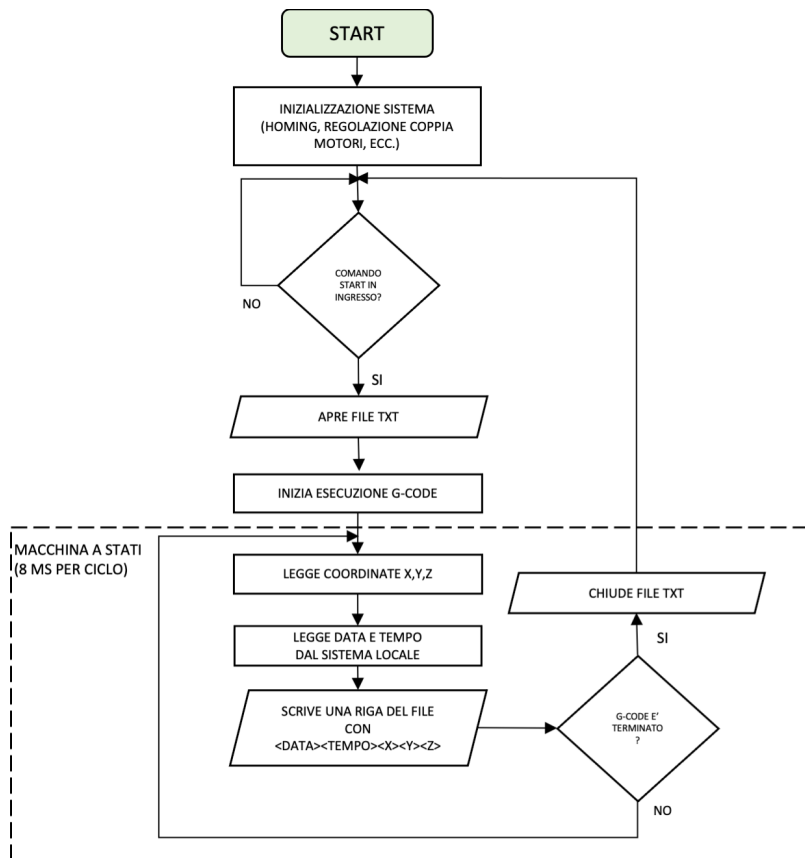 START
INIZIALIZZAZIONE SISTEMA
(HOMING, REGOLAZIONE COPPIA
MOTORI, ECC.)
COMANDO
START IN
INGRESSO?
NO
SI
APRE FILE TXT
INIZIA ESECUZIONE G-CODE
MACCHINA A STATI
(8 MS PER CICLO)
LEGGE COORDINATE X,Y,Z
LEGGE DATA E TEMPO
DAL SISTEMA LOCALE
SCRIVE UNA RIGA DEL FILE
CON
<DATA><TEMPO><X><Y><Z>
G-CODE E'
TERMINATO
?
NO
SI
CHIUDE FILE TXT